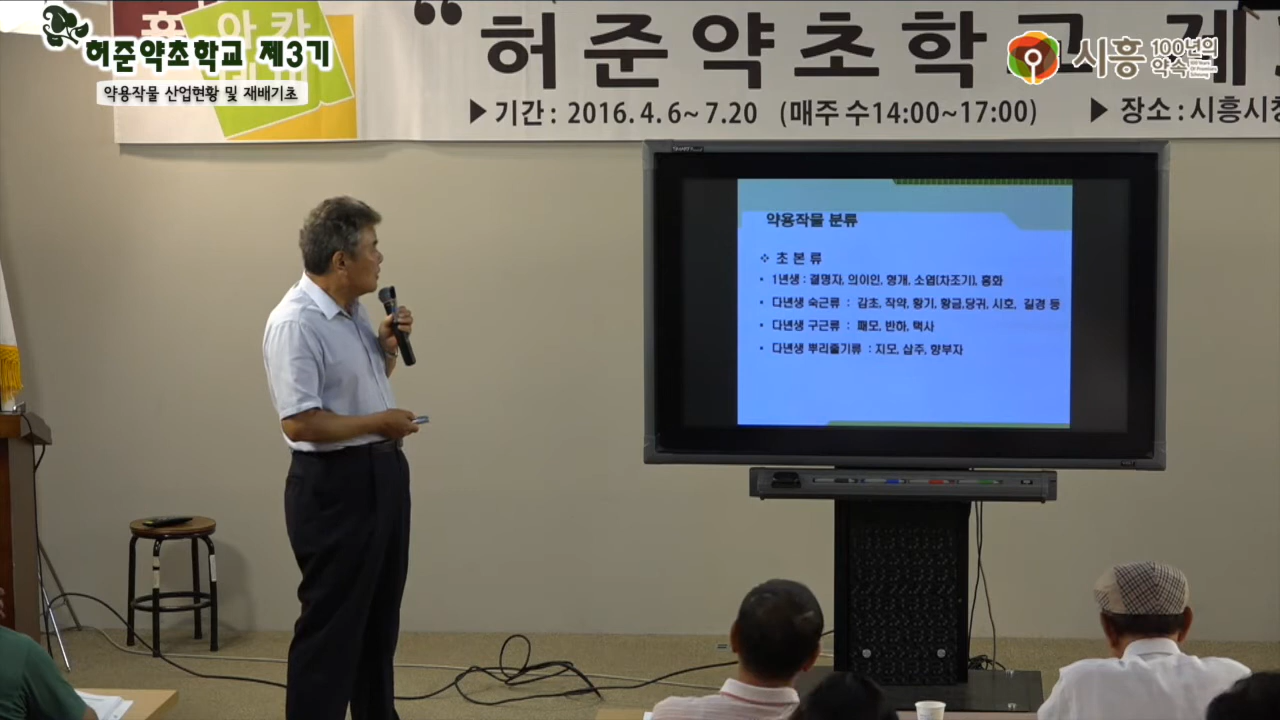 허준약초학교 제3기
약용작물 산업현황 및 재배기초
“허준약초학교 제
▶기간 : 2016. 4. 6~ 7.20 (매주 수14:00~17:00) ▶ 장소 : 시흥시청
시흥 100년의 약속
약용작물 분류
❖ 초 본 류
• 1년생 : 결명자, 의이인, 형개, 소엽(차조기), 홍화
• 다년생 숙근류 : 감초, 작약, 황기, 황금,당귀, 시호, 길경 등
• 다년생 구근류 : 패모, 반하, 택사
• 다년생 뿌리줄기류 : 지모, 삽주, 향부자